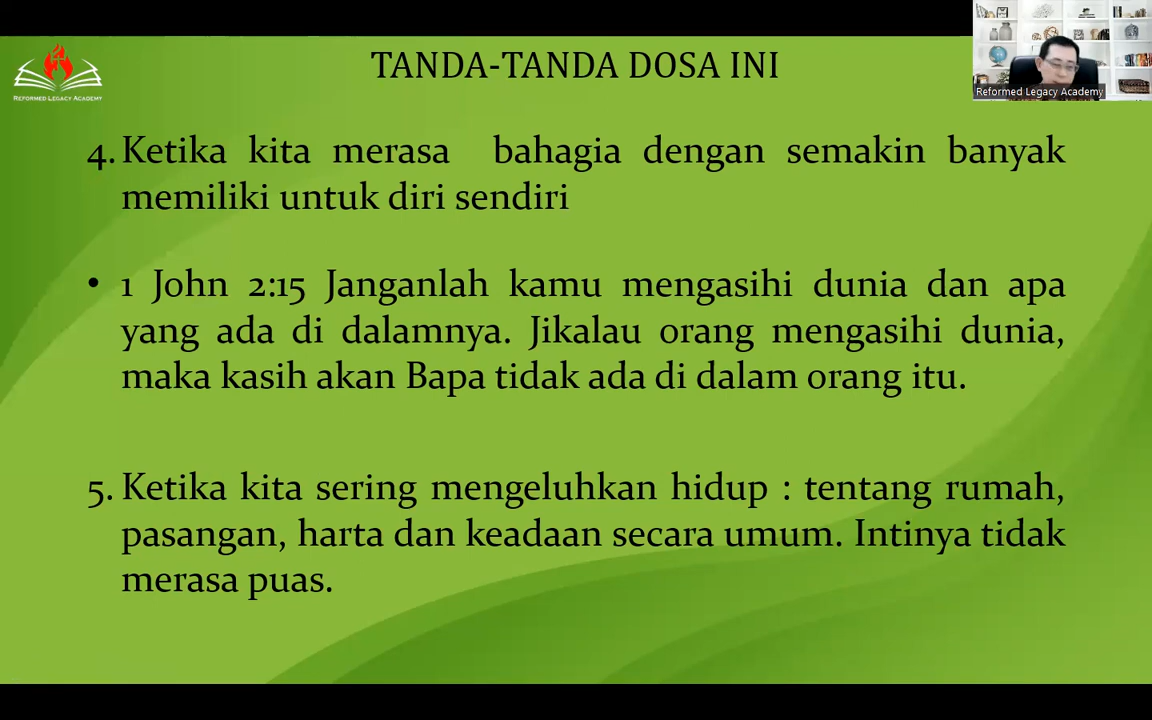 TANDA-TANDA DOSA INI
REFORMED LEGACY ACADEMY
Reformed Legacy Academy
4. Ketika kita merasa bahagia dengan semakin banyak
memiliki untuk diri sendiri
• 1 John 2:15 Janganlah kamu mengasihi dunia dan apa
yang ada di dalamnya. Jikalau orang mengasihi dunia,
maka kasih akan Bapa tidak ada di dalam orang itu.
5. Ketika kita sering mengeluhkan hidup : tentang rumah,
pasangan, harta dan keadaan secara umum. Intinya tidak
merasa puas.